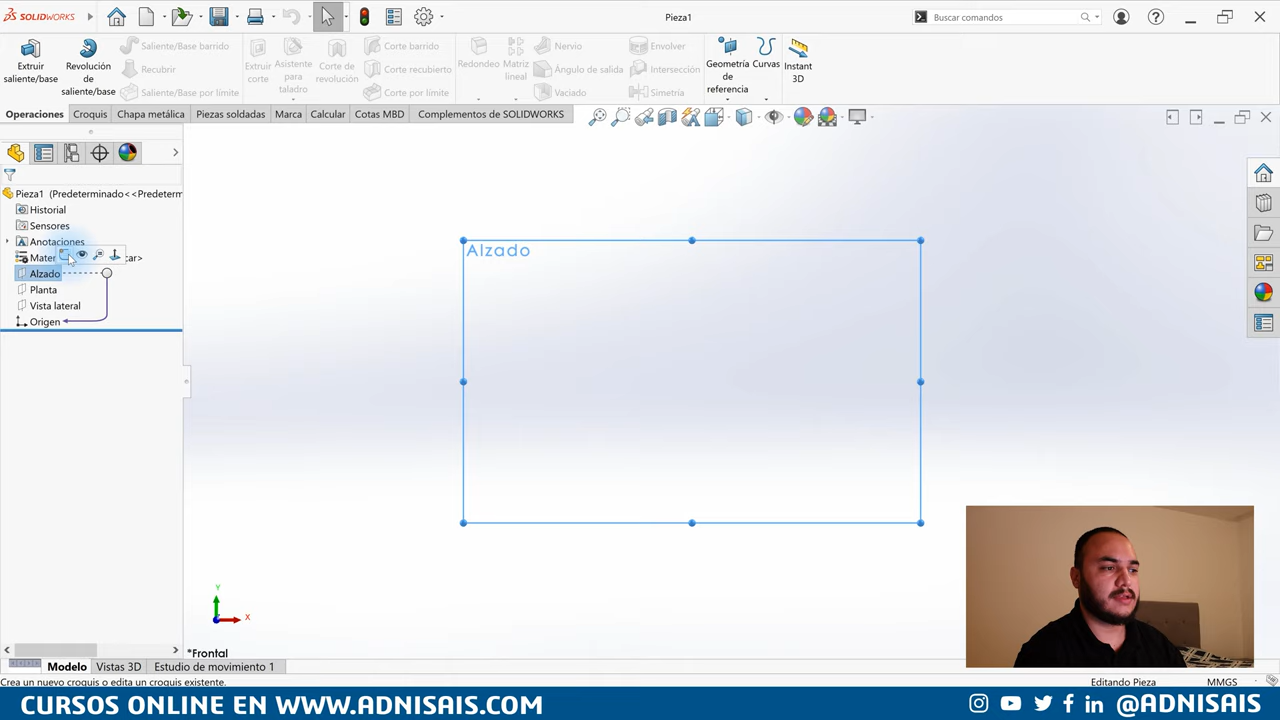 SOLIDWORKS
Pieza1
Buscar comandos
Extruir saliente/base
Revolución de saliente/base
Saliente/Base barrido
Recubrir
Saliente/Base por límite
Extruir corte
Asistente para taladro
Corte de revolución
Corte barrido
Corte recubierto
Corte por límite
Redondeo
Matriz lineal
Nervio
Ángulo de salida
Vaciado
Envolver
Intersección
Simetría
Geometría de referencia
Curvas
Instant 3D
Operaciones Croquis Chapa metálica Piezas soldadas Marca Calcular Cotas MBD Complementos de SOLIDWORKS
Pieza1 (Predeterminado<<Predeterm
Historial
Sensores
Anotaciones
Mater car>
Alzado
Planta
Vista lateral
Origen
Alzado
Y
X
*Frontal
Modelo Vistas 3D Estudio de movimiento 1
Crea un nuevo croquis o edita un croquis existente.
Editando Pieza MMGS
CURSOS ONLINE EN WWW.ADNISAIS.COM
@ADNISAIS